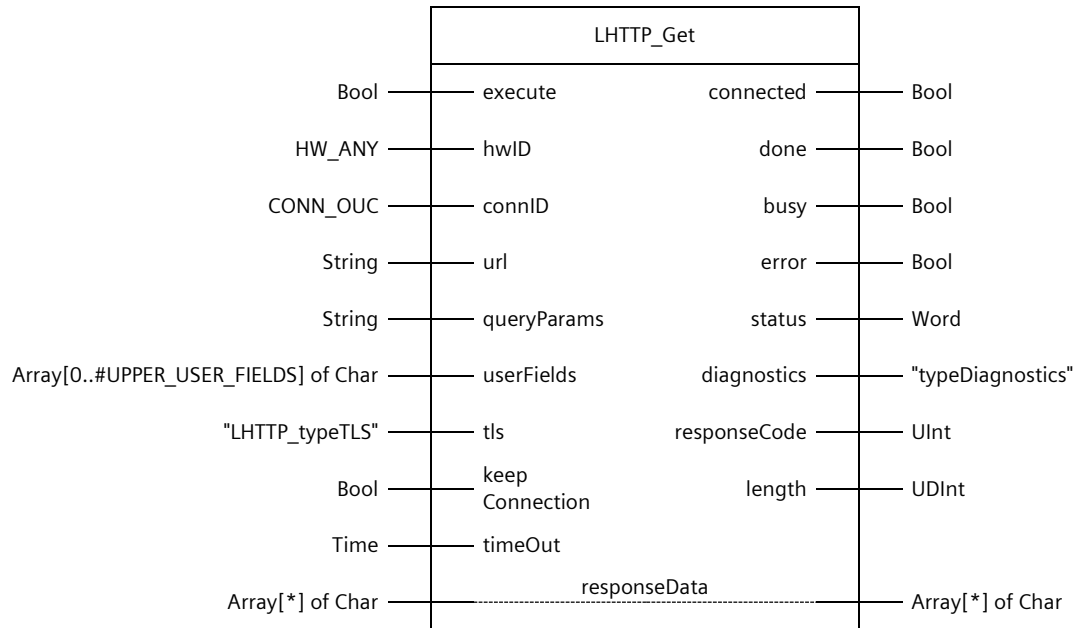 LHTTP_Get
Bool execute connected Bool
HW_ANY hwID done Bool
CONN_OUC connID busy Bool
String url error Bool
String queryParams status Word
Array[0..#UPPER_USER_FIELDS] of Char userFields diagnostics "typeDiagnostics"
"LHTTP_typeTLS" tls responseCode UInt
Bool keep
Connection length UDInt
Time timeOut
Array[*] of Char responseData Array[*] of Char